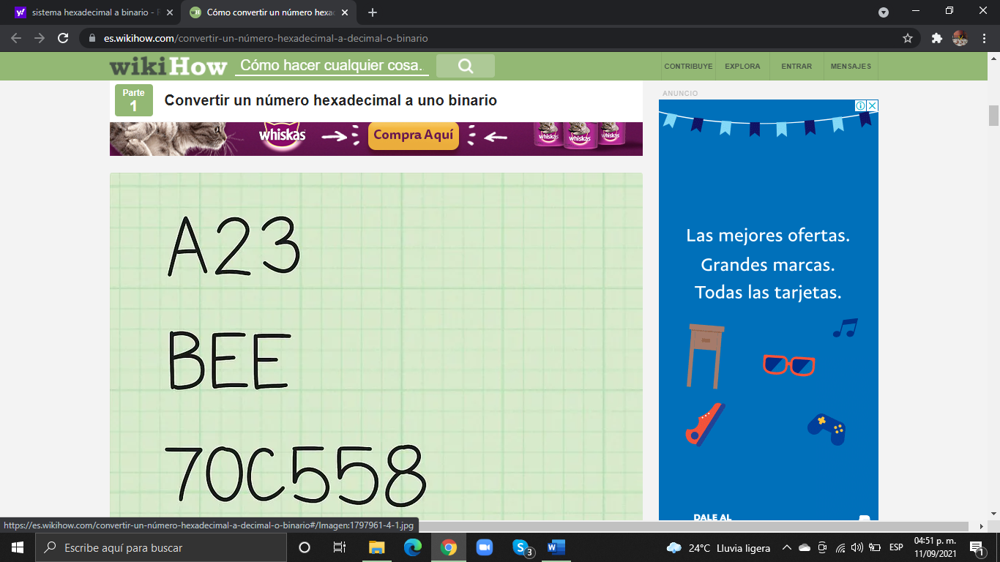 sistema hexadecimal a binario - 
Cómo convertir un número hexa
es.wikihow.com/convertir-un-número-hexadecimal-a-decimal-o-binario
wikiHow
Cómo hacer cualquier cosa.
CONTRIBUYE
EXPLORA
ENTRAR
MENSAJES
Parte
1
Convertir un número hexadecimal a uno binario
whiskas
Compra Aquí
whiskas
whiskas
whiskas
ANUNCIO
A23
BEE
70C558
Las mejores ofertas.
Grandes marcas.
Todas las tarjetas.
DALE AL
https://es.wikihow.com/convertir-un-número-hexadecimal-a-decimal-o-binario#/Imagen:1797961-4-1.jpg
Escribe aquí para buscar
3
24°C Lluvia ligera
ESP
04:51 p. m.
11/09/2021
1